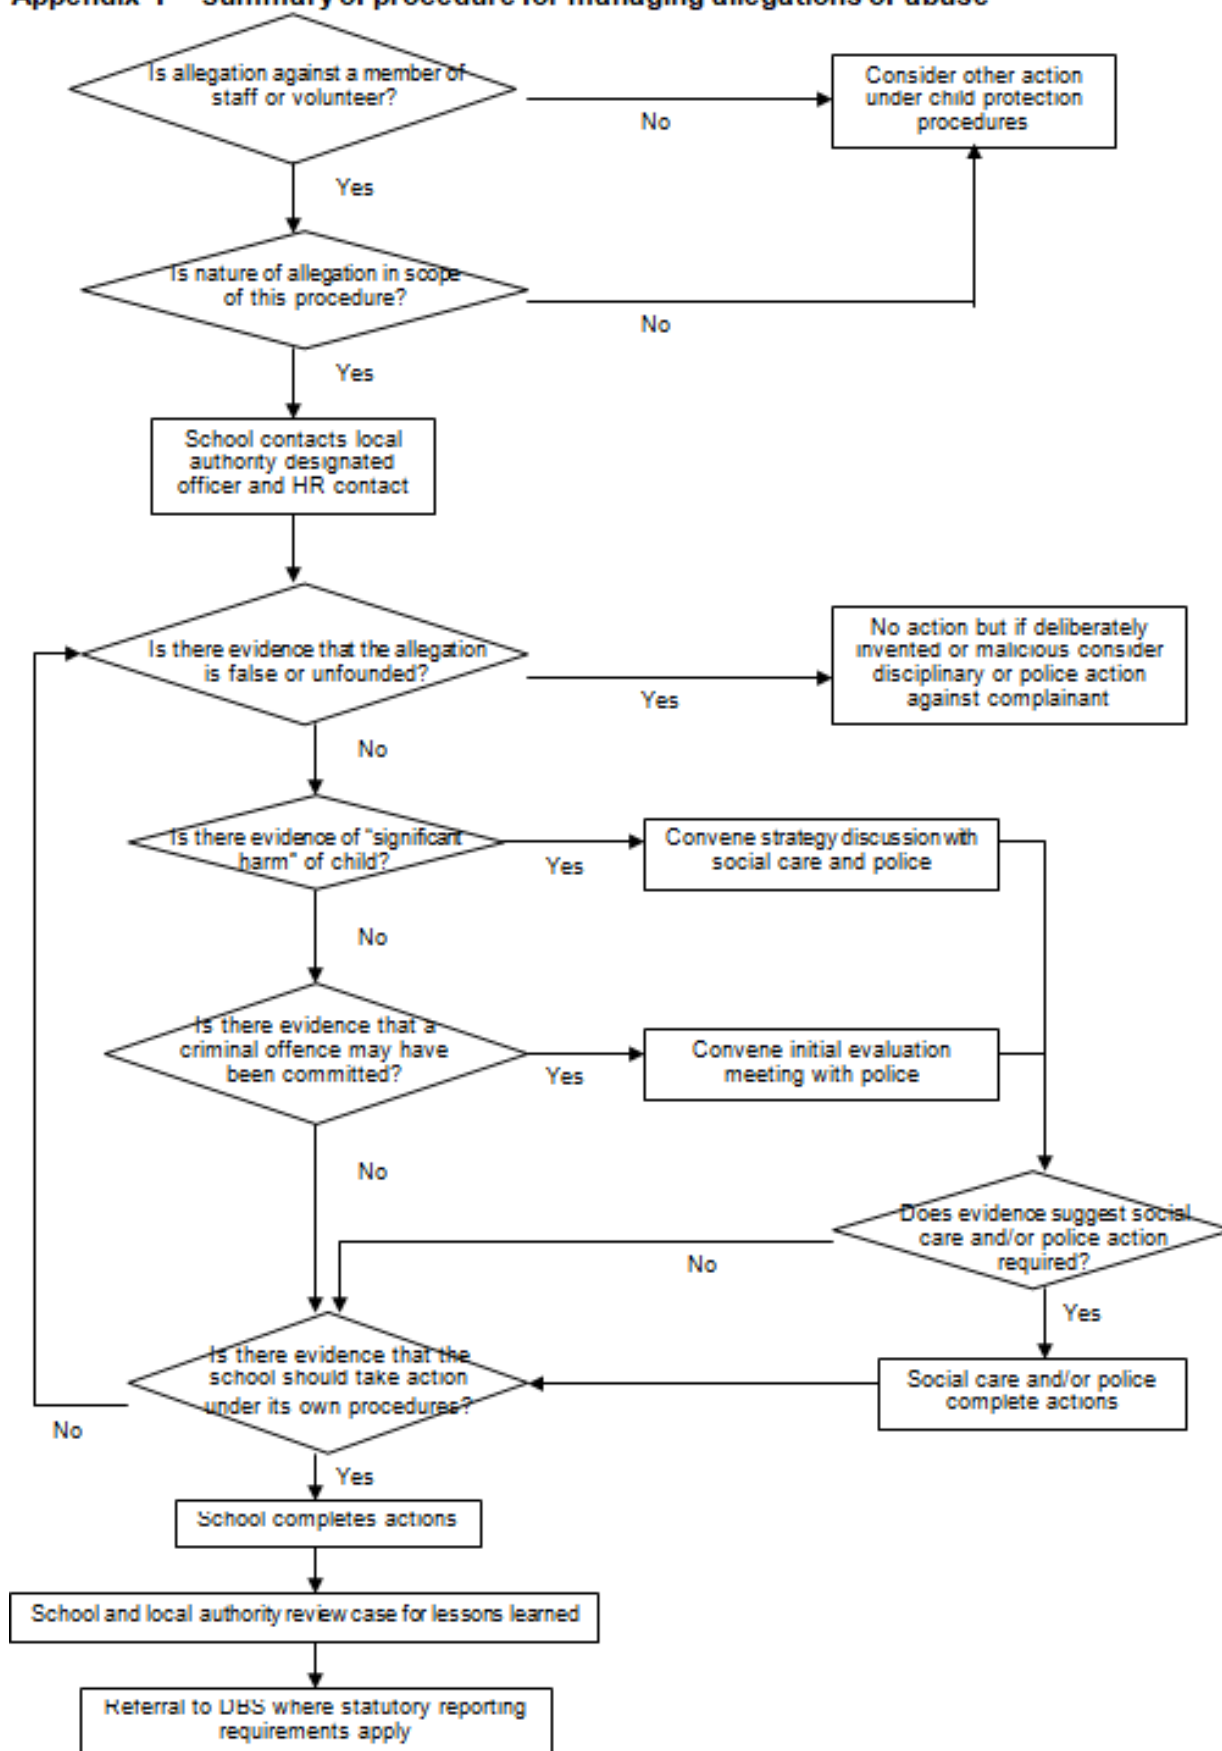 Appendix 1 – Summary of procedure for managing allegations of abuse
Is allegation against a member of
staff or volunteer?
No
Consider other action
under child protection
procedures
Yes
Is nature of allegation in scope
of this procedure?
No
Yes
School contacts local
authority designated
officer and HR contact
Is there evidence that the allegation
is false or unfounded?
Yes
No action but if deliberately
invented or malicious consider
disciplinary or police action
against complainant
No
Is there evidence of "significant
harm" of child?
Yes
Convene strategy discussion with
social care and police
No
Is there evidence that a
criminal offence may have
been committed?
Yes
Convene initial evaluation
meeting with police
No
Does evidence suggest social
care and/or police action
required?
No
Yes
Social care and/or police
complete actions
Is there evidence that the
school should take action
under its own procedures?
No
Yes
School completes actions
School and local authority review case for lessons learned
Referral to DBS where statutory reporting
requirements apply